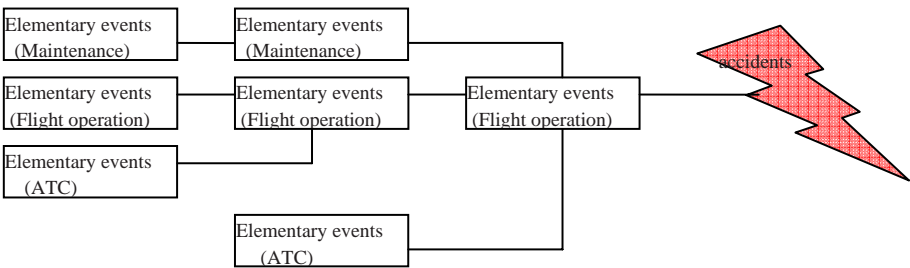 Elementary events
(Maintenance)
Elementary events
(Maintenance)
accidents
Elementary events
(Flight operation)
Elementary events
(Flight operation)
Elementary events
(Flight operation)
Elementary events
(ATC)
Elementary events
(ATC)